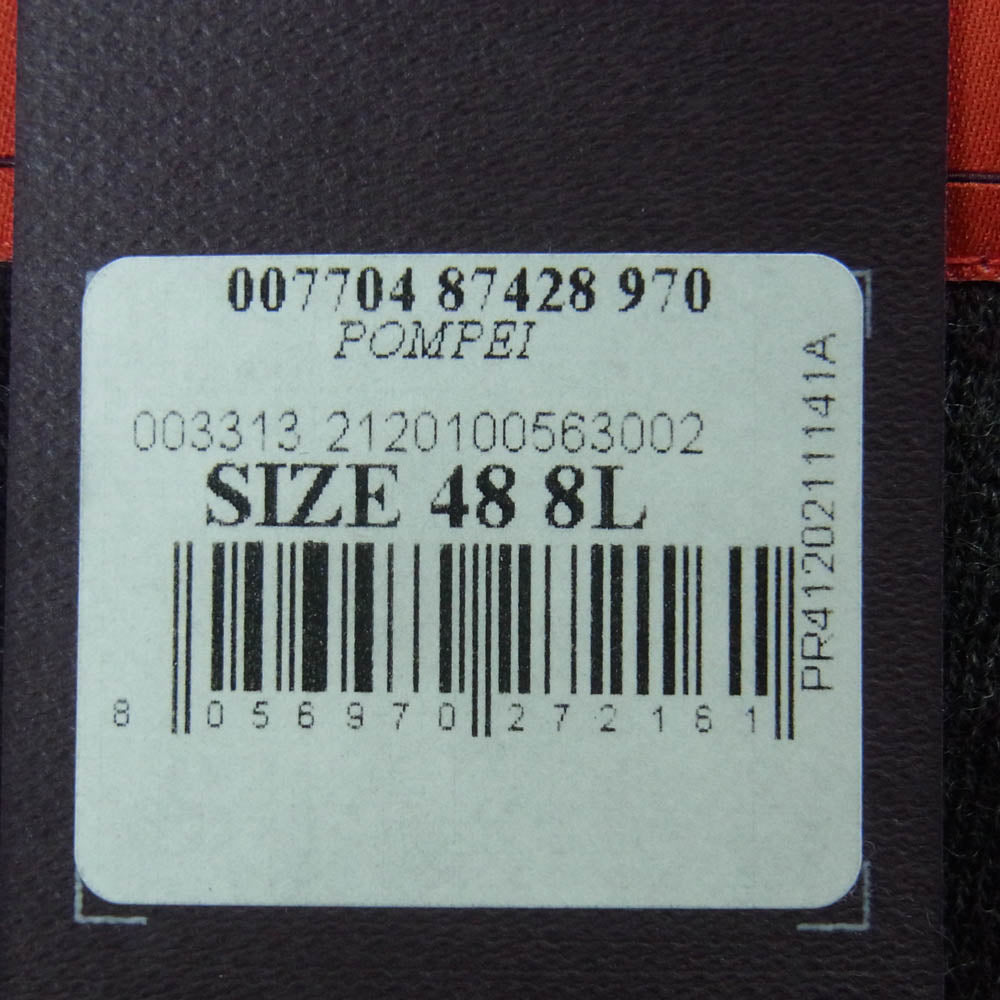 007704 87428 970
POMPEI
003313 2120100563002
SIZE 48 8L
8 056970 272161
PR4120211141A